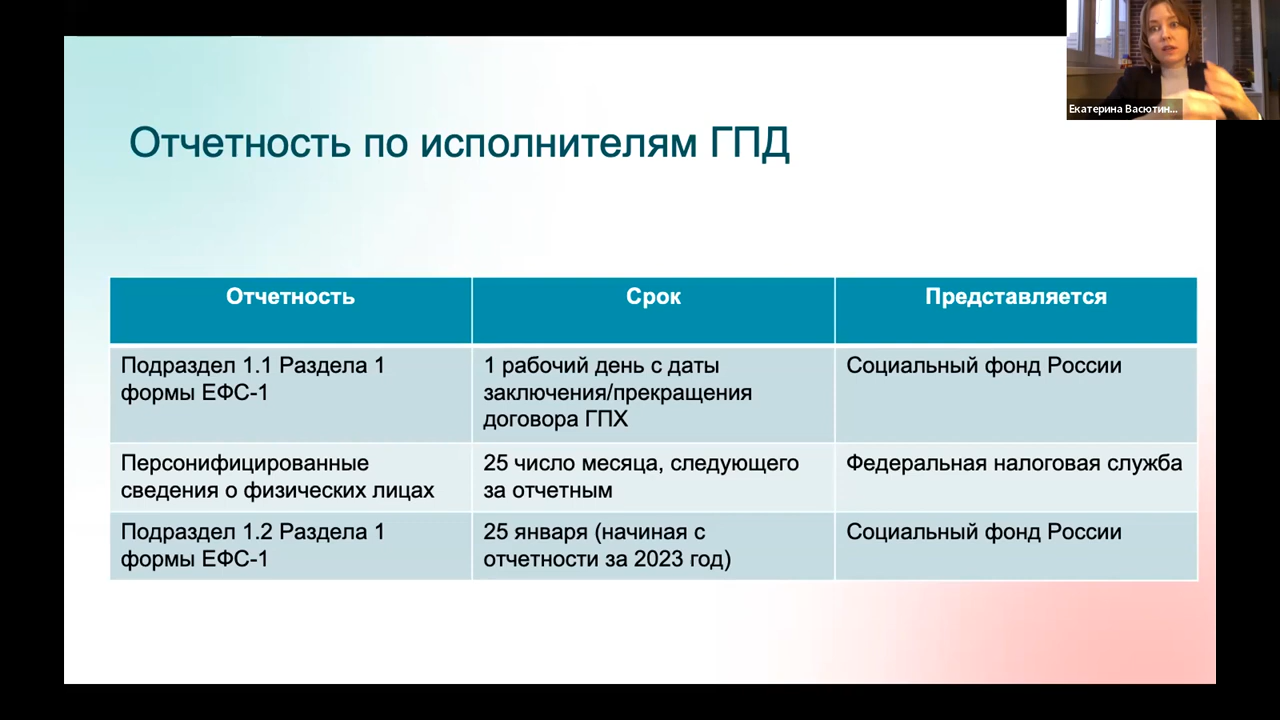 Екатерина Васютин...
Отчетность по исполнителям ГПД
Отчетность
Срок
Представляется
Подраздел 1.1 Раздела 1
формы ЕФС-1
1 рабочий день с даты
заключения/прекращения
договора ГПХ
Социальный фонд России
Персонифицированные
сведения о физических лицах
25 число месяца, следующего
за отчетным
Федеральная налоговая служба
Подраздел 1.2 Раздела 1
формы ЕФС-1
25 января (начиная с
отчетности за 2023 год)
Социальный фонд России